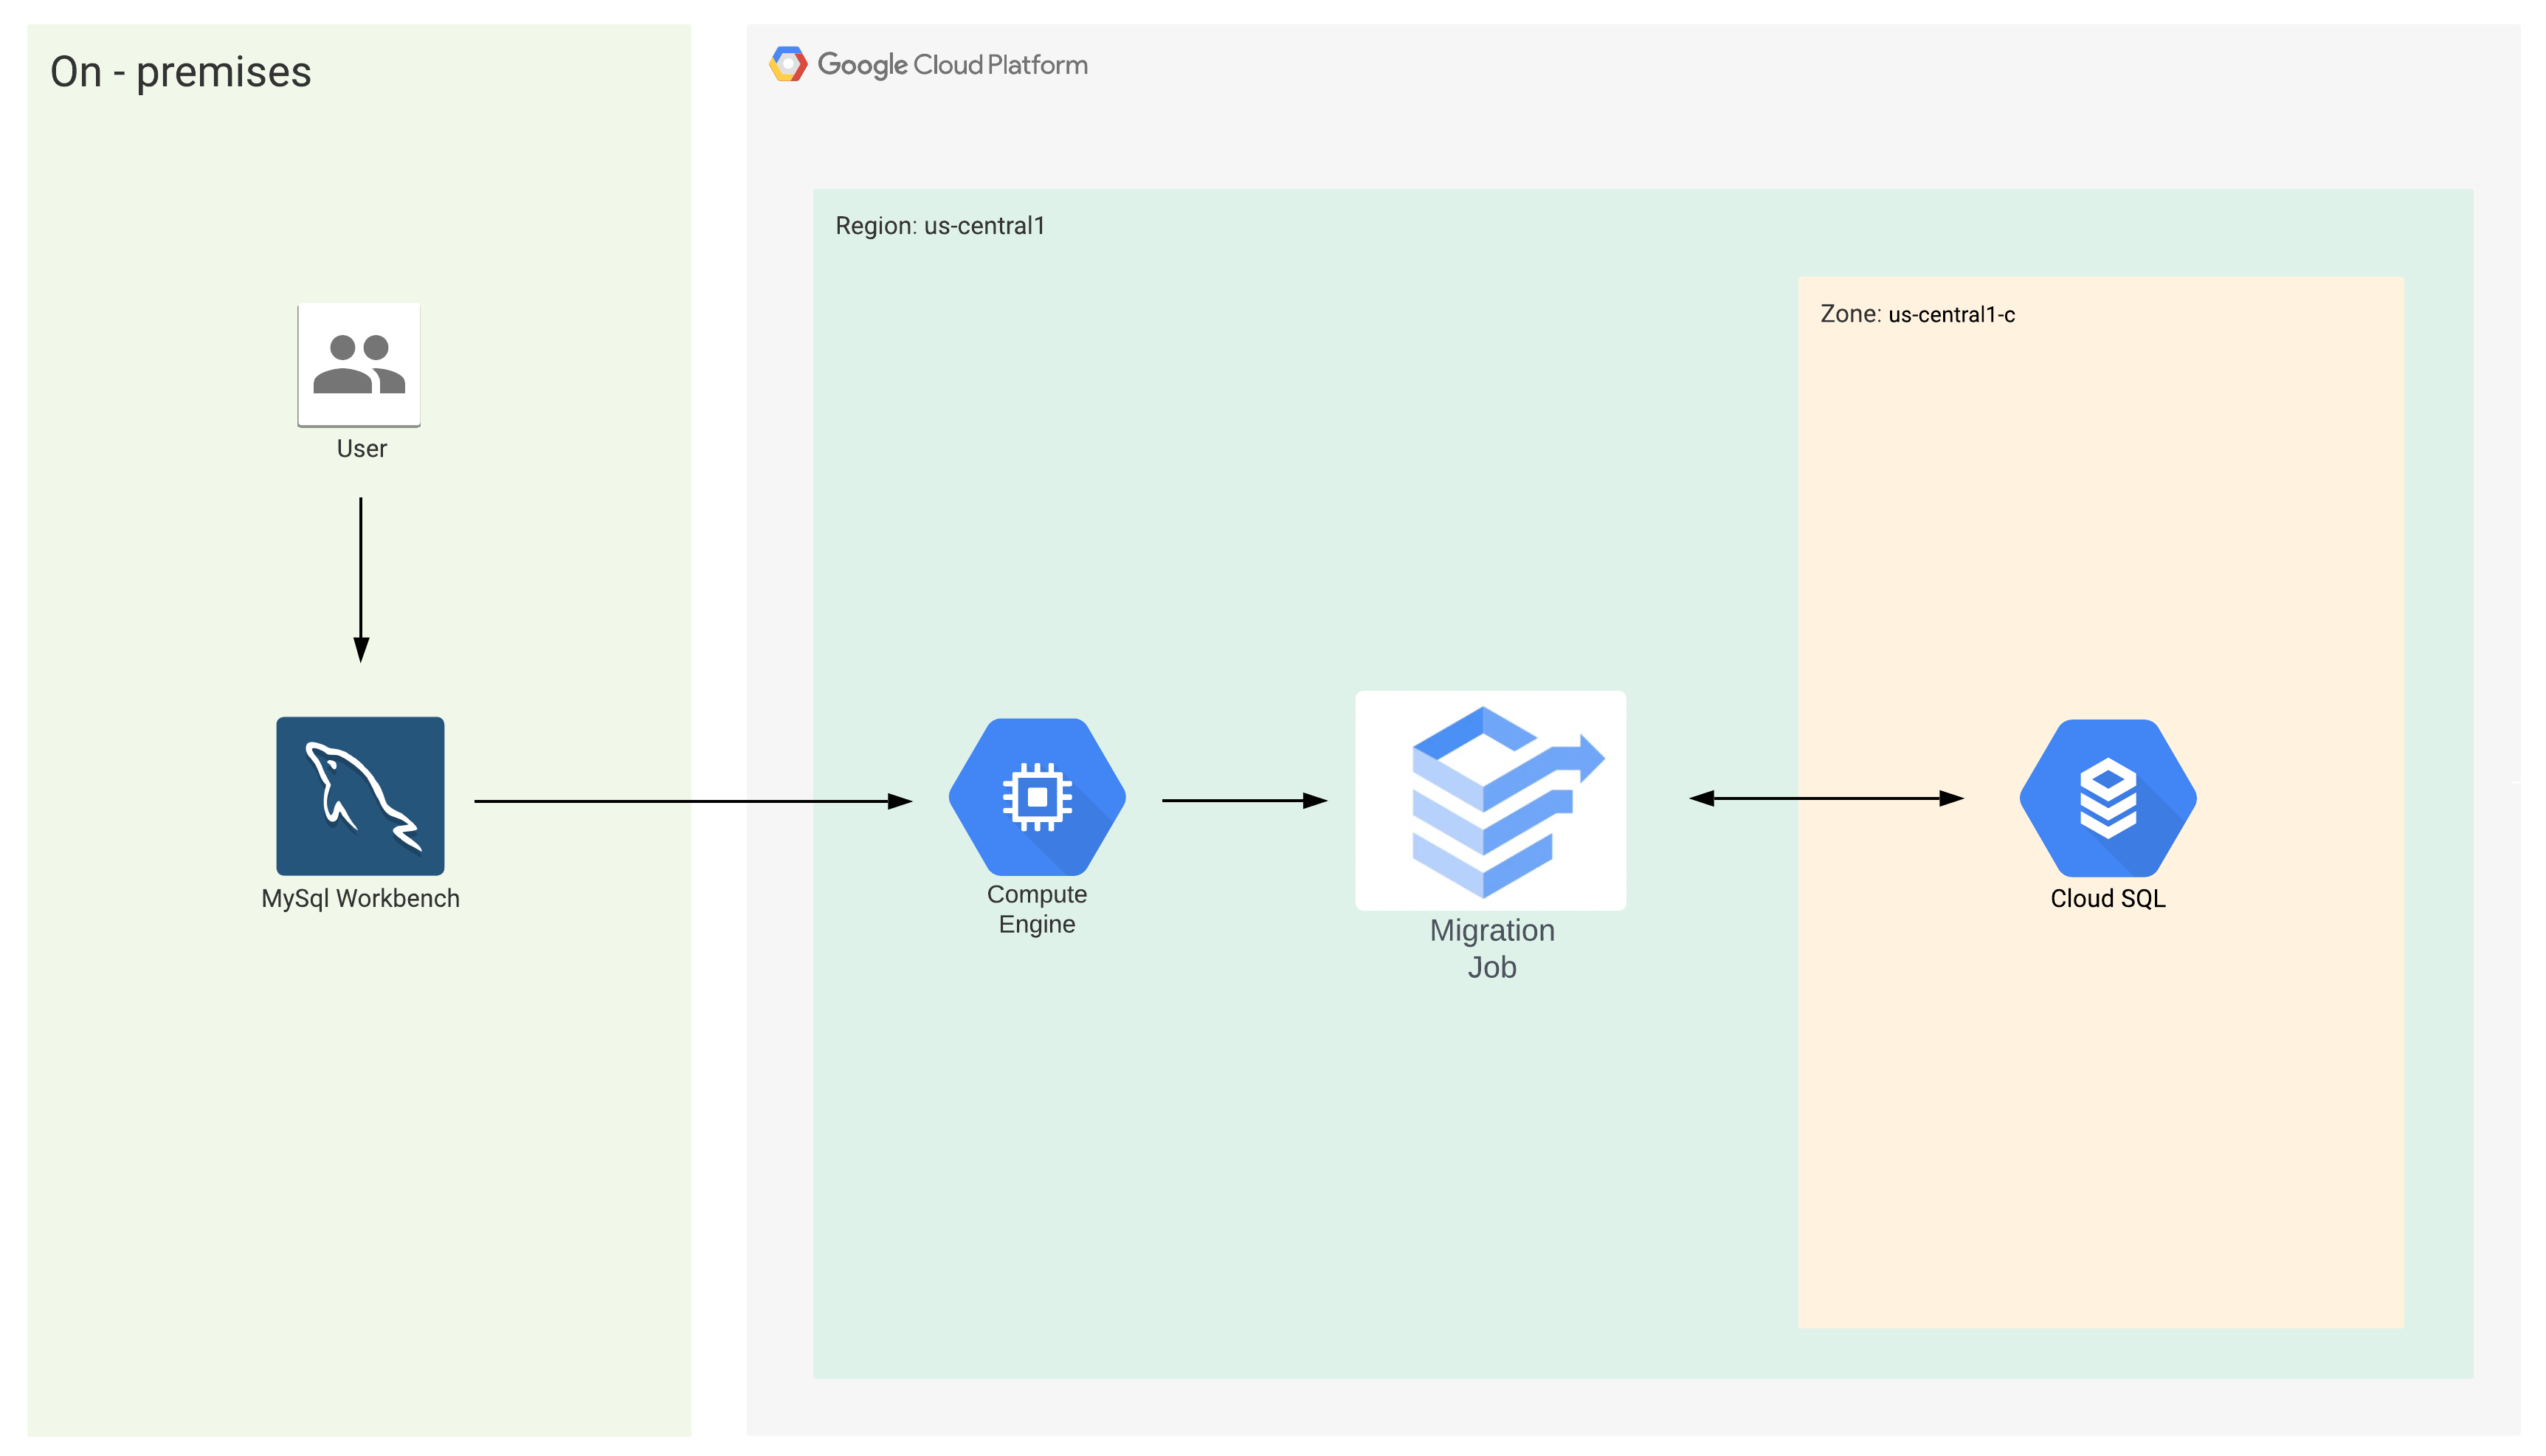 On - premises
Google Cloud Platform
Region: us-central1
Zone: us-central1-c
User
MySql Workbench
Compute
Engine
Migration
Job
Cloud SQL